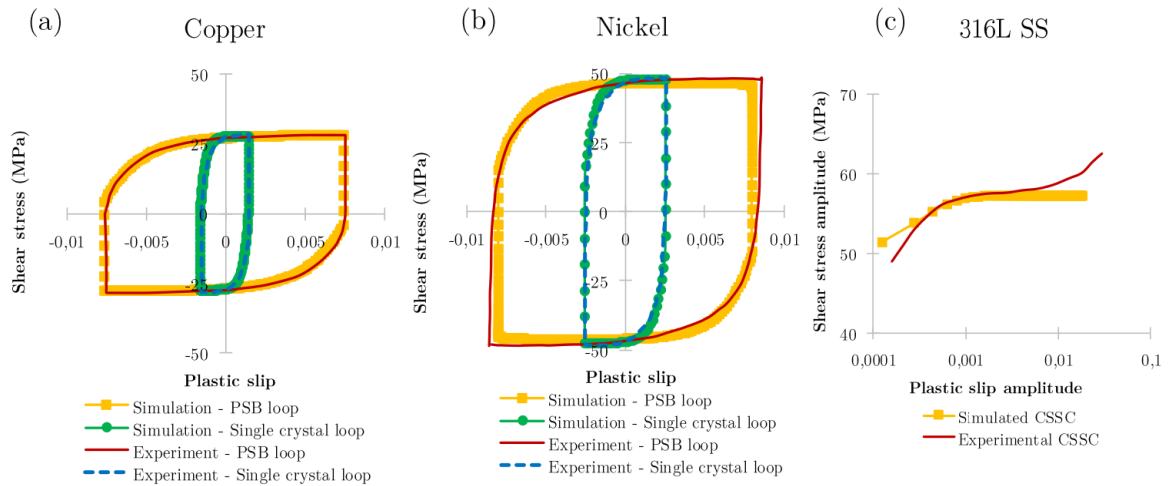 (a)
Copper
50
25
0
-25
-50
-0,01
-0,005
0
0,005
0,01
Shear stress (MPa)
Plastic slip
Simulation - PSB loop
Simulation - Single crystal loop
Experiment - PSB loop
Experiment - Single crystal loop
(b)
Nickel
50
25
0
-25
-50
-0,01
-0,005
0
0,005
0,01
Shear stress (MPa)
Plastic slip
Simulation - PSB loop
Simulation - Single crystal loop
Experiment - PSB loop
Experiment - Single crystal loop
(c)
316L SS
70
60
50
40
0,0001
0,001
0,01
0,1
Shear stress amplitude (MPa)
Plastic slip amplitude
Simulated CSSC
Experimental CSSC